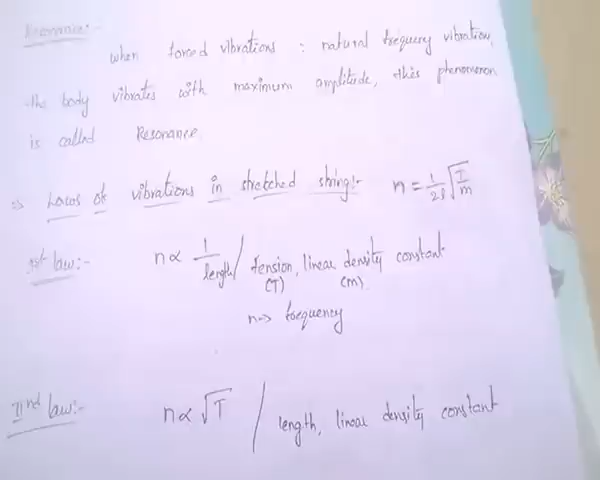 Resonance:-
when forced vibrations : natural frequency vibration,
the body vibrates with maximum amplitude, this phenomenon
is called Resonance
⇒ Laws of vibrations in stretched string:- n = 1/2l √T/m
Ist law:- n ∝ 1/length / tension, linear density constant
(T) (m)
n→ frequency
IInd law:- n ∝ √T / length, linear density constant